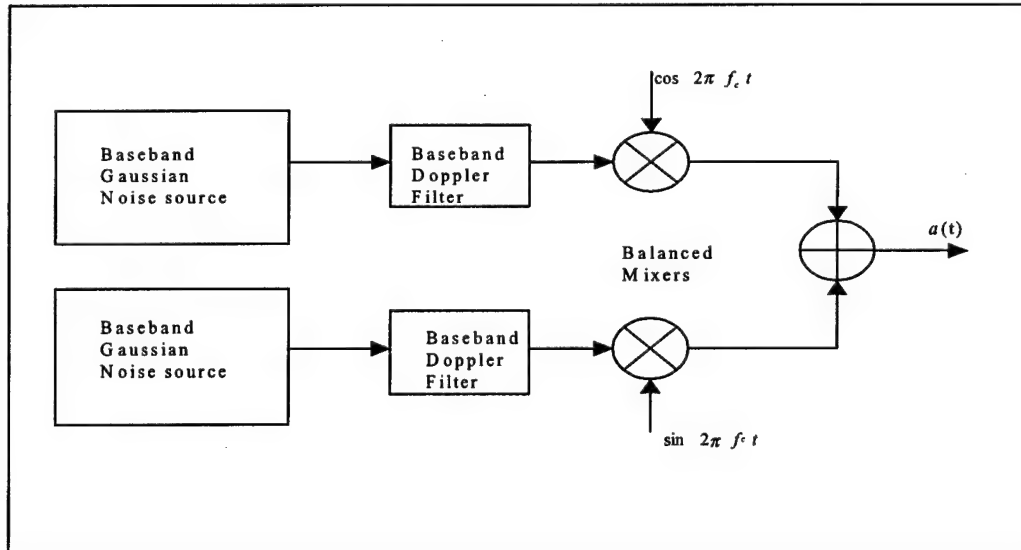 cos 2π f_c t
Baseband
Gaussian
Noise source
Baseband
Doppler
Filter
a(t)
Balanced
Mixers
Baseband
Gaussian
Noise source
Baseband
Doppler
Filter
sin 2π f^c t